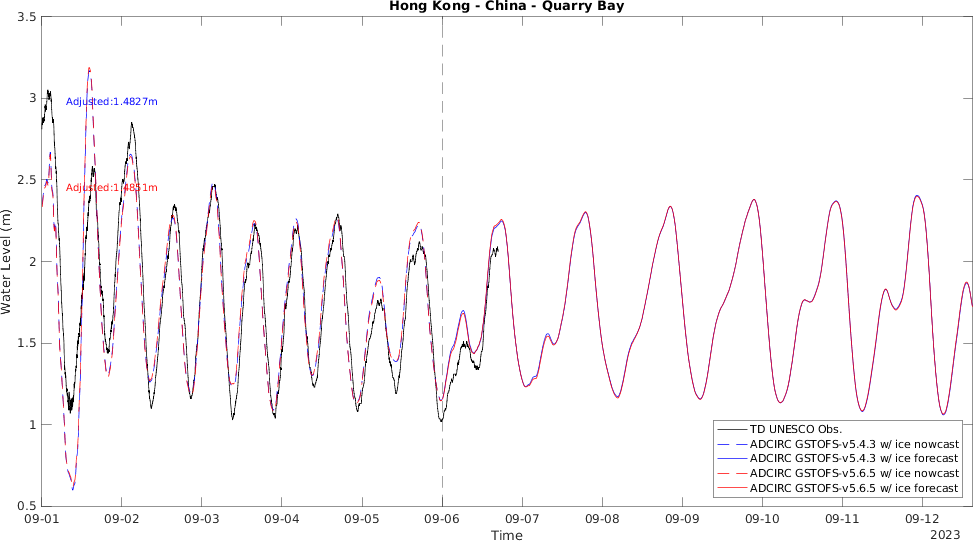 Hong Kong - China - Quarry Bay
3.5
3
2.5
2
1.5
1
0.5
Water Level (m)
Adjusted:1.4827m
Adjusted:1.4851m
TD UNESCO Obs.
ADCIRC GSTOFS-v5.4.3 w/ ice nowcast
ADCIRC GSTOFS-v5.4.3 w/ ice forecast
ADCIRC GSTOFS-v5.6.5 w/ ice nowcast
ADCIRC GSTOFS-v5.6.5 w/ ice forecast
09-01 09-02 09-03 09-04 09-05 09-06 09-07 09-08 09-09 09-10 09-11 09-12
Time
2023